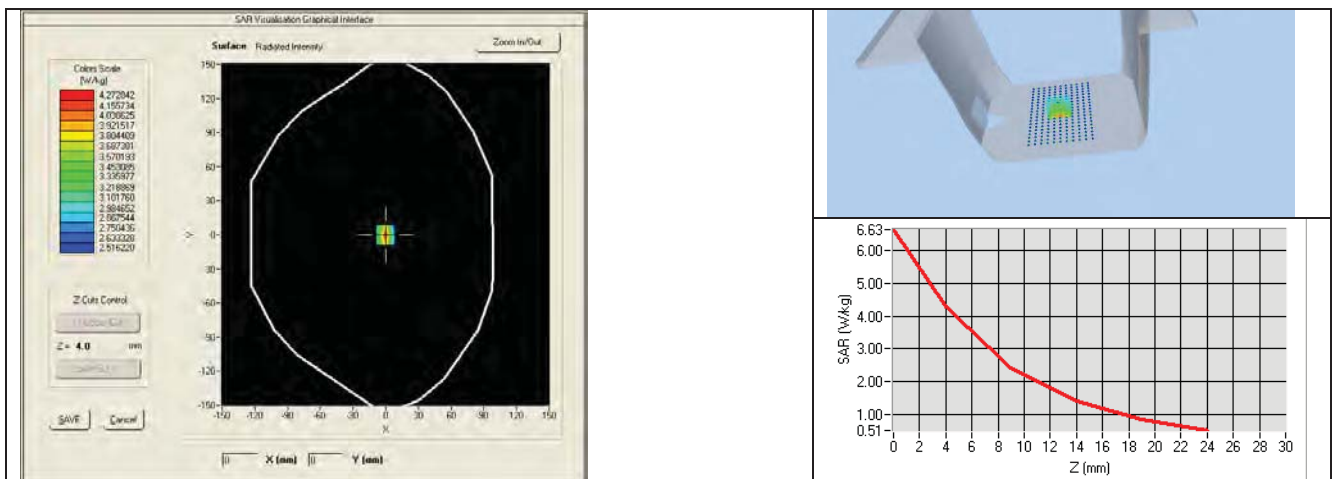 SAR Visualisation Graphical Interface
Surface Radiated Intensity
Zoom In/Out
Colors Scale
(W/kg)
4.272842
4.155734
4.038625
3.921517
3.804409
3.687301
3.570193
3.453085
3.335977
3.218869
3.101760
2.984652
2.867544
2.750436
2.633328
2.516220
150
120
90
60
30
0
-30
-60
-90
-120
-150
Y
-150 -120 -90 -60 -30 0 30 60 90 120 150
X
Z Cuts Control
Z = 4.0 mm
SAVE Cancel
0 X (mm) 0 Y (mm)
6.63
6.00
5.00
4.00
3.00
2.00
1.00
0.51
SAR (W/kg)
0 2 4 6 8 10 12 14 16 18 20 22 24 26 28 30
Z (mm)